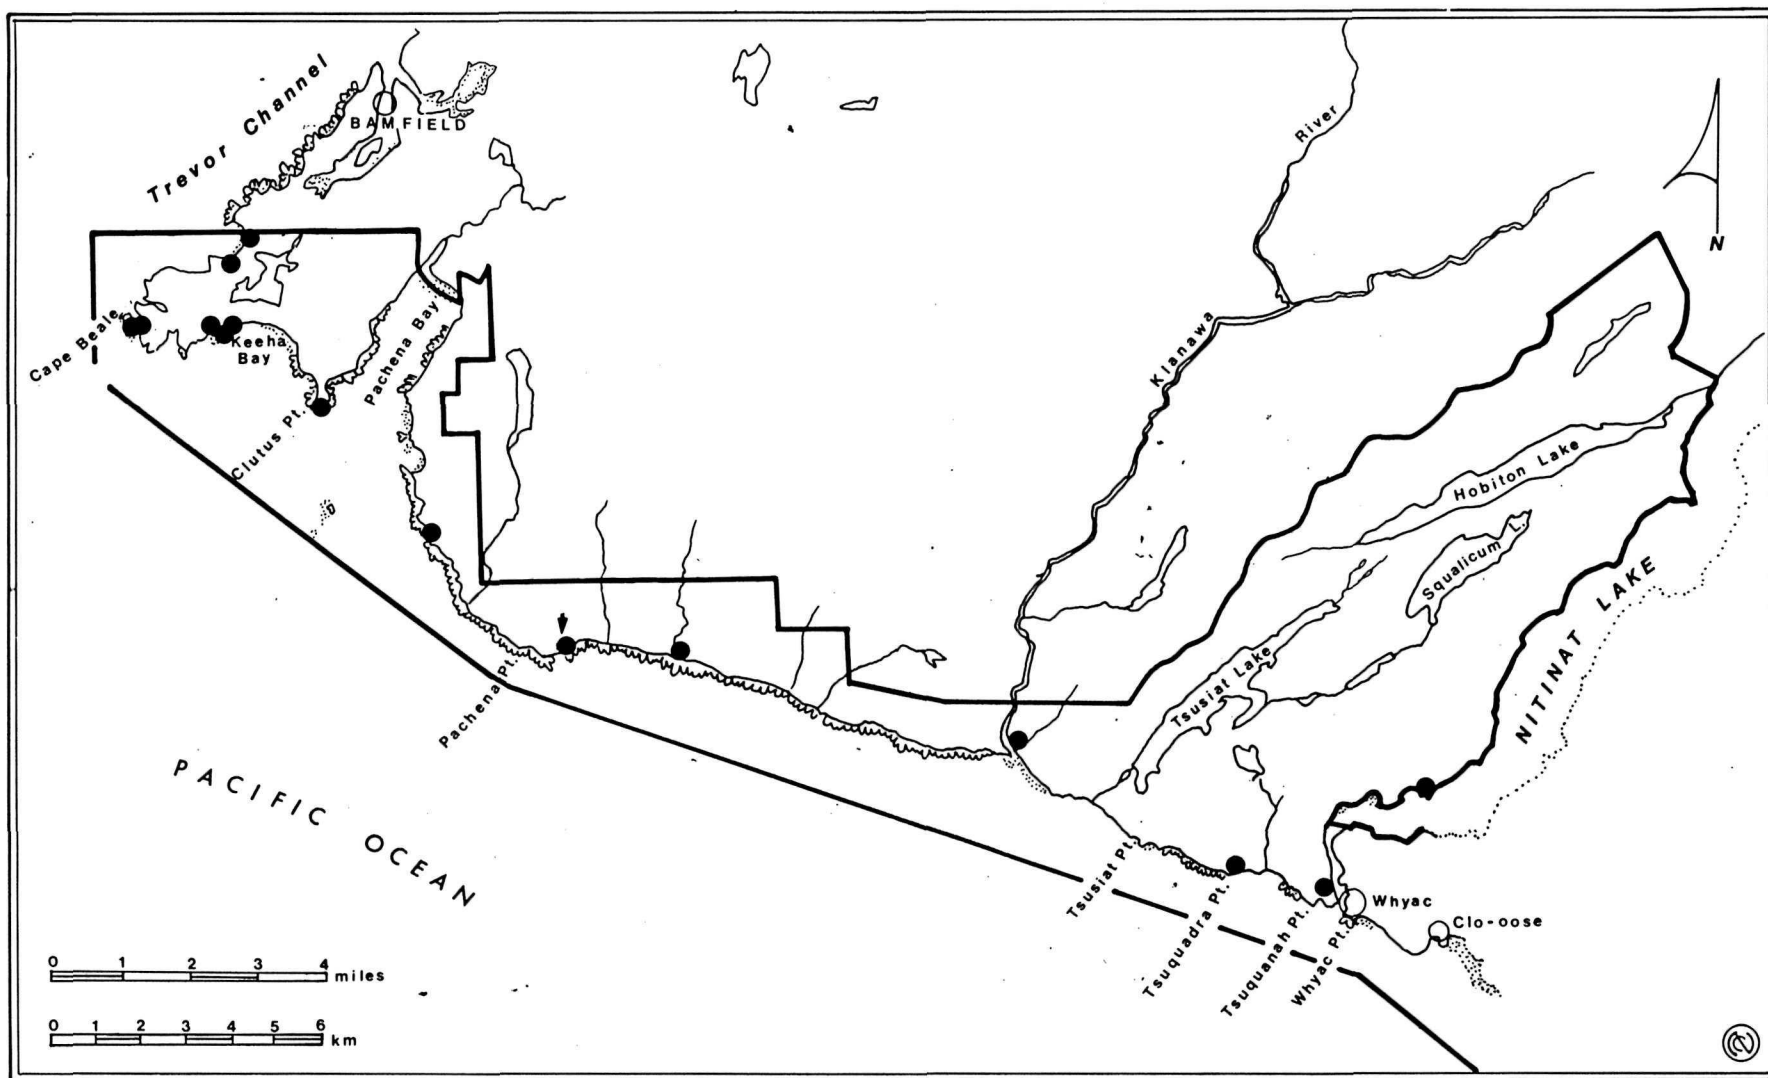 Trevor Channel
BAMFIELD
River
N
Cape Beale
Keeha
Bay
Pachena Bay
Clutus Pt.
Klanawa
Hobiton Lake
Squalicum L.
NITINAT LAKE
Tsusiat Lake
Pachena Pt.
PACIFIC OCEAN
Tsusiat Pt.
Tsuquadra Pt.
Tsuquanah Pt.
Whyac Pt.
Whyac
Clo-oose
0 1 2 3 4 miles
0 1 2 3 4 5 6 km